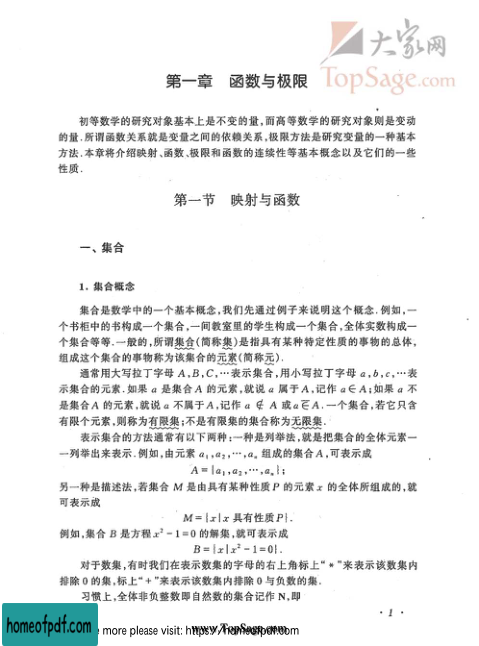 大家网
TopSage.com
第一章 函数与极限
初等数学的研究对象基本上是不变的量,而高等数学的研究对象则是变动
的量.所谓函数关系就是变量之间的依赖关系,极限方法是研究变量的一种基本
方法.本章将介绍映射、函数、极限和函数的连续性等基本概念以及它们的一些
性质.
第一节 映射与函数
一、集合
1. 集合概念
集合是数学中的一个基本概念,我们先通过例子来说明这个概念.例如,一
个书柜中的书构成一个集合,一间教室里的学生构成一个集合,全体实数构成一
个集合等等.一般的,所谓集合(简称集)是指具有某种特定性质的事物的总体,
组成这个集合的事物称为该集合的元素(简称元).
通常用大写拉丁字母 A,B,C,…表示集合,用小写拉丁字母 a,b,c,…表
示集合的元素.如果 a 是集合 A 的元素,就说 a 属于 A,记作 a∈A;如果 a 不
是集合 A 的元素,就说 a 不属于 A,记作 a∉A 或 a∈̅A.一个集合,若它只含
有限个元素,则称为有限集;不是有限集的集合称为无限集.
表示集合的方法通常有以下两种:一种是列举法,就是把集合的全体元素一
一列举出来表示.例如,由元素 a₁,a₂,…,aₙ 组成的集合 A,可表示成
A={a₁,a₂,…,aₙ};
另一种是描述法,若集合 M 是由具有某种性质 P 的元素 x 的全体所组成的,就
可表示成
M={x|x 具有性质 P}.
例如,集合 B 是方程 x²-1=0 的解集,就可表示成
B={x|x²-1=0}.
对于数集,有时我们在表示数集的字母的右上角标上“*”来表示该数集内
排除 0 的集,标上“+”来表示该数集内排除 0 与负数的集.
习惯上,全体非负整数即自然数的集合记作 N,即
· 1 ·
homeofpdf.com
more please visit: https://homeofpdf.com
www.TopSage.com